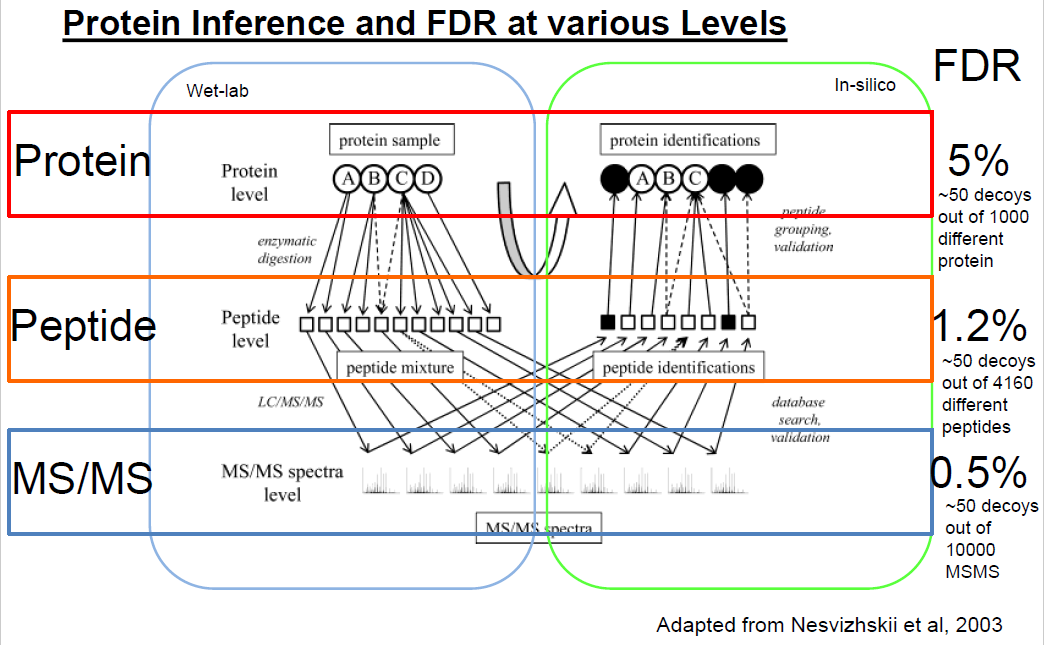 Protein Inference and FDR at various Levels
FDR
Wet-lab
In-silico
Protein
Protein
level
protein sample
A B C D
protein identifications
A B C
5%
~50 decoys
out of 1000
different
protein
enzymatic
digestion
peptide
grouping,
validation
Peptide
Peptide
level
peptide mixture
peptide identifications
1.2%
~50 decoys
out of 4160
different
peptides
LC/MS/MS
database
search,
validation
MS/MS
MS/MS spectra
level
MS/MS spectra
0.5%
~50 decoys
out of
10000
MSMS
Adapted from Nesvizhskii et al, 2003